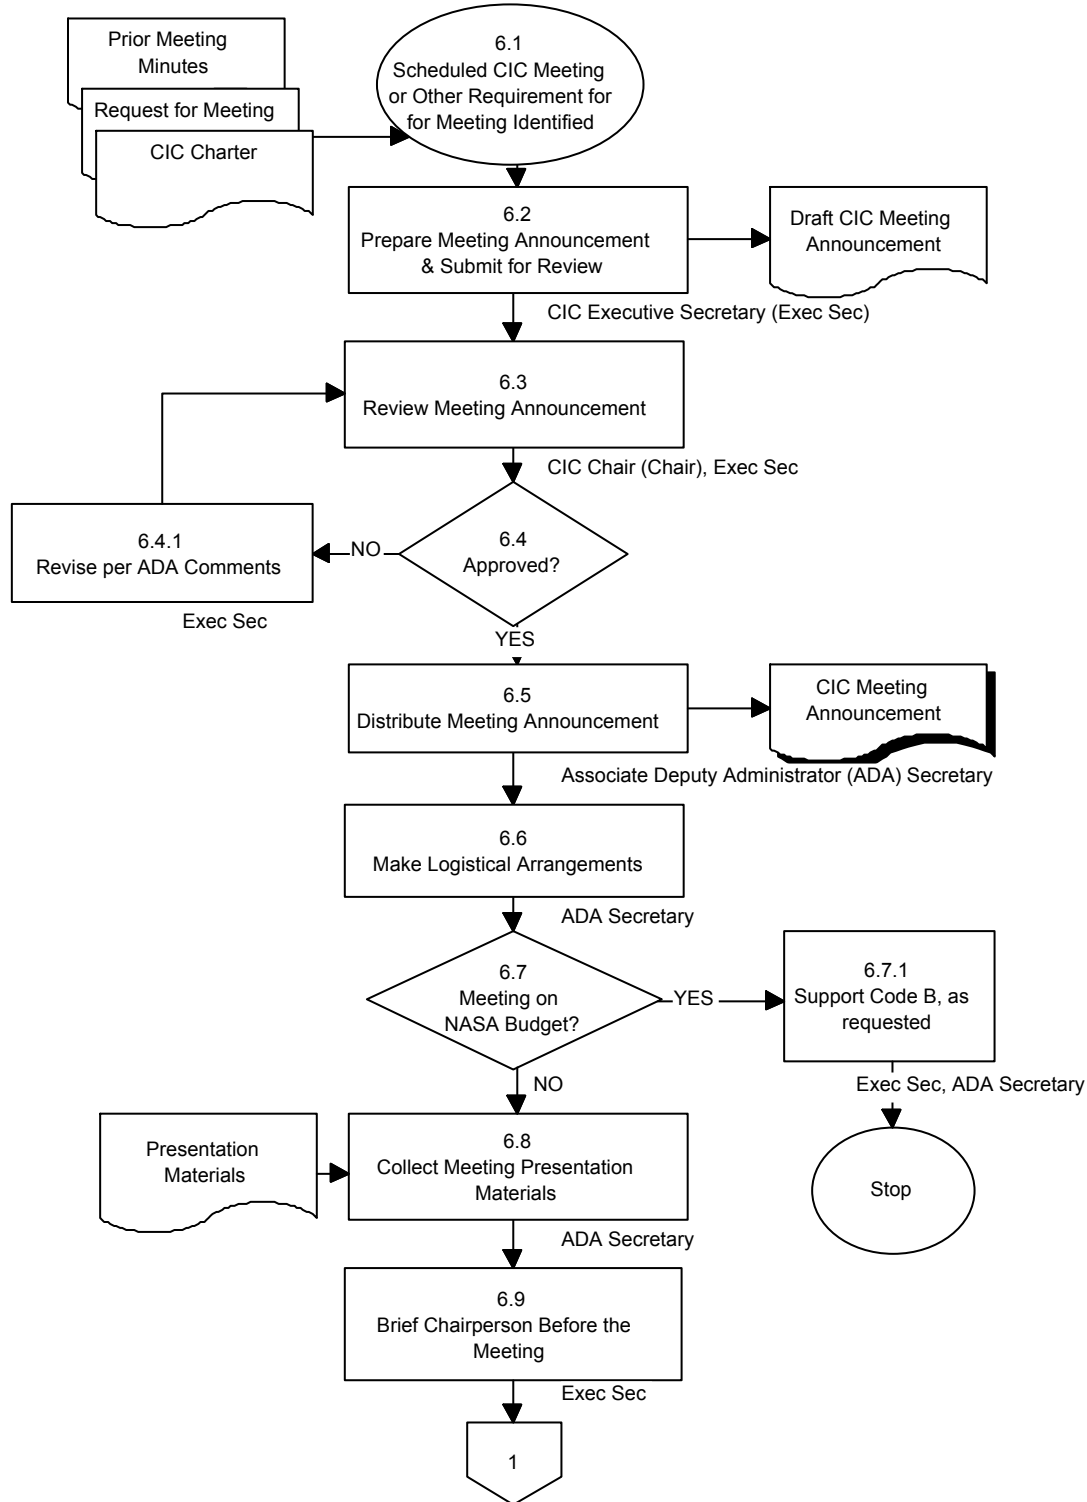 Prior Meeting
Minutes
Request for Meeting
CIC Charter
6.1
Scheduled CIC Meeting
or Other Requirement for
for Meeting Identified
6.2
Prepare Meeting Announcement
& Submit for Review
Draft CIC Meeting
Announcement
CIC Executive Secretary (Exec Sec)
6.3
Review Meeting Announcement
CIC Chair (Chair), Exec Sec
6.4.1
Revise per ADA Comments
NO
6.4
Approved?
Exec Sec
YES
6.5
Distribute Meeting Announcement
CIC Meeting
Announcement
Associate Deputy Administrator (ADA) Secretary
6.6
Make Logistical Arrangements
ADA Secretary
6.7
Meeting on
NASA Budget?
YES
6.7.1
Support Code B, as
requested
Exec Sec, ADA Secretary
NO
Stop
Presentation
Materials
6.8
Collect Meeting Presentation
Materials
ADA Secretary
6.9
Brief Chairperson Before the
Meeting
Exec Sec
1